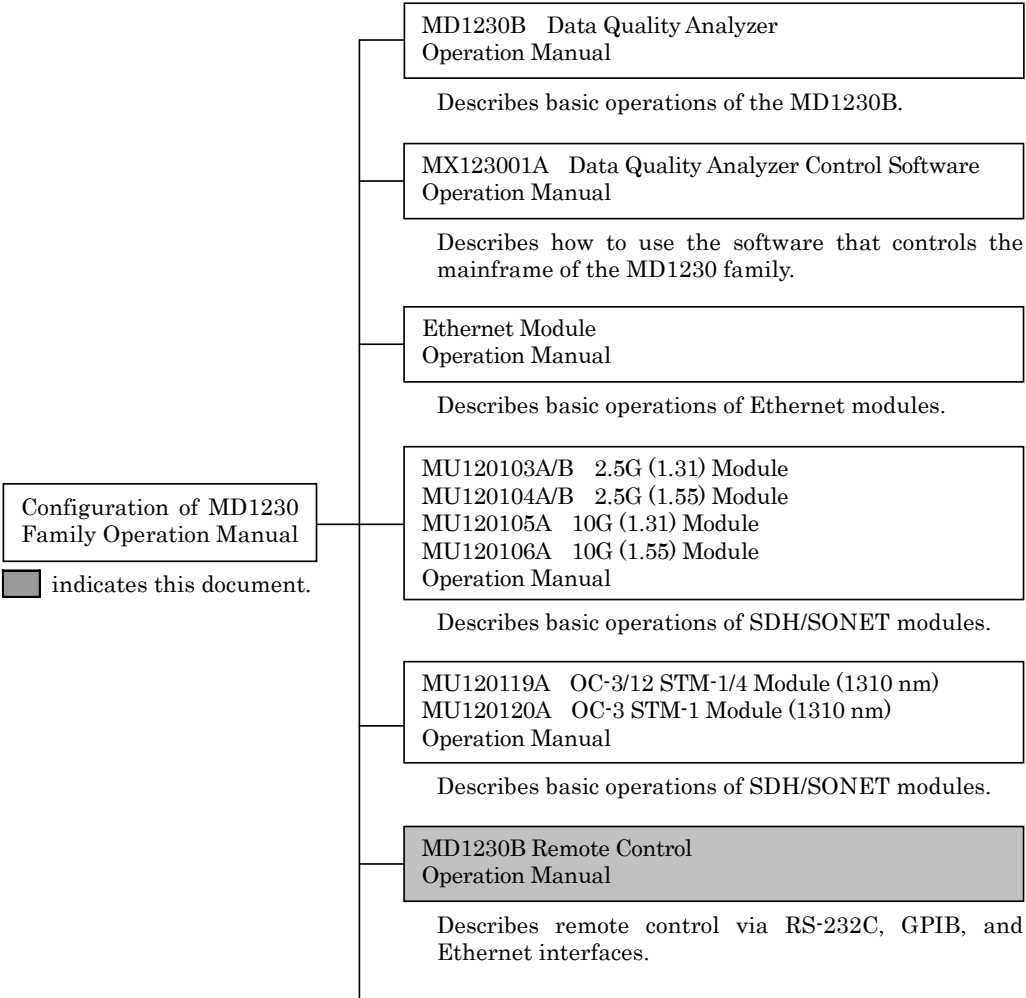 MD1230B Data Quality Analyzer
Operation Manual
Describes basic operations of the MD1230B.
MX123001A Data Quality Analyzer Control Software
Operation Manual
Describes how to use the software that controls the
mainframe of the MD1230 family.
Ethernet Module
Operation Manual
Describes basic operations of Ethernet modules.
Configuration of MD1230
Family Operation Manual
indicates this document.
MU120103A/B 2.5G (1.31) Module
MU120104A/B 2.5G (1.55) Module
MU120105A 10G (1.31) Module
MU120106A 10G (1.55) Module
Operation Manual
Describes basic operations of SDH/SONET modules.
MU120119A OC-3/12 STM-1/4 Module (1310 nm)
MU120120A OC-3 STM-1 Module (1310 nm)
Operation Manual
Describes basic operations of SDH/SONET modules.
MD1230B Remote Control
Operation Manual
Describes remote control via RS-232C, GPIB, and
Ethernet interfaces.